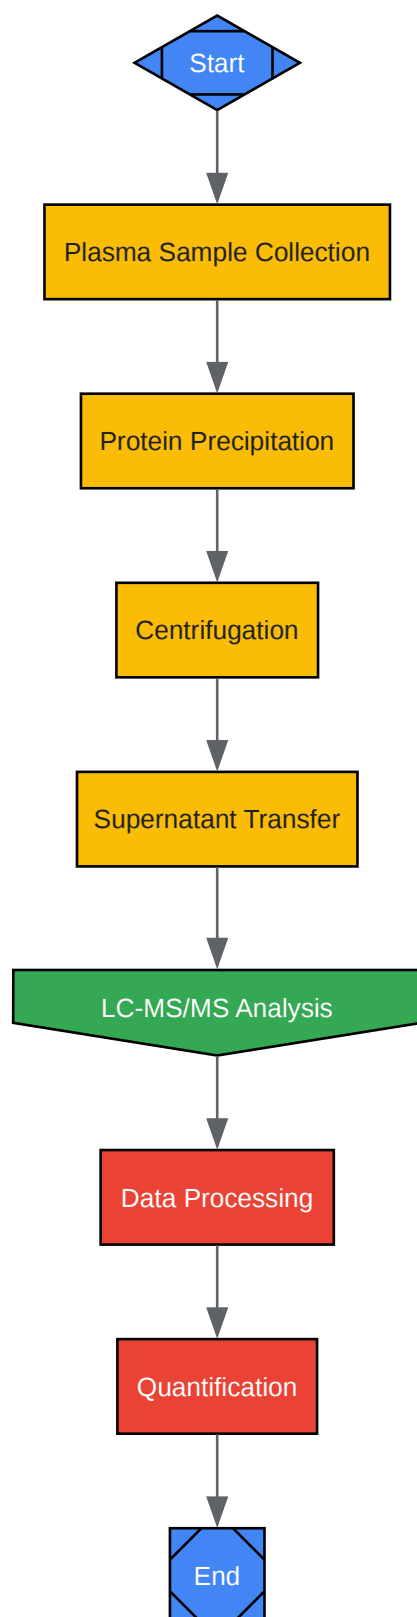 Start
Plasma Sample Collection
Protein Precipitation
Centrifugation
Supernatant Transfer
LC-MS/MS Analysis
Data Processing
Quantification
End